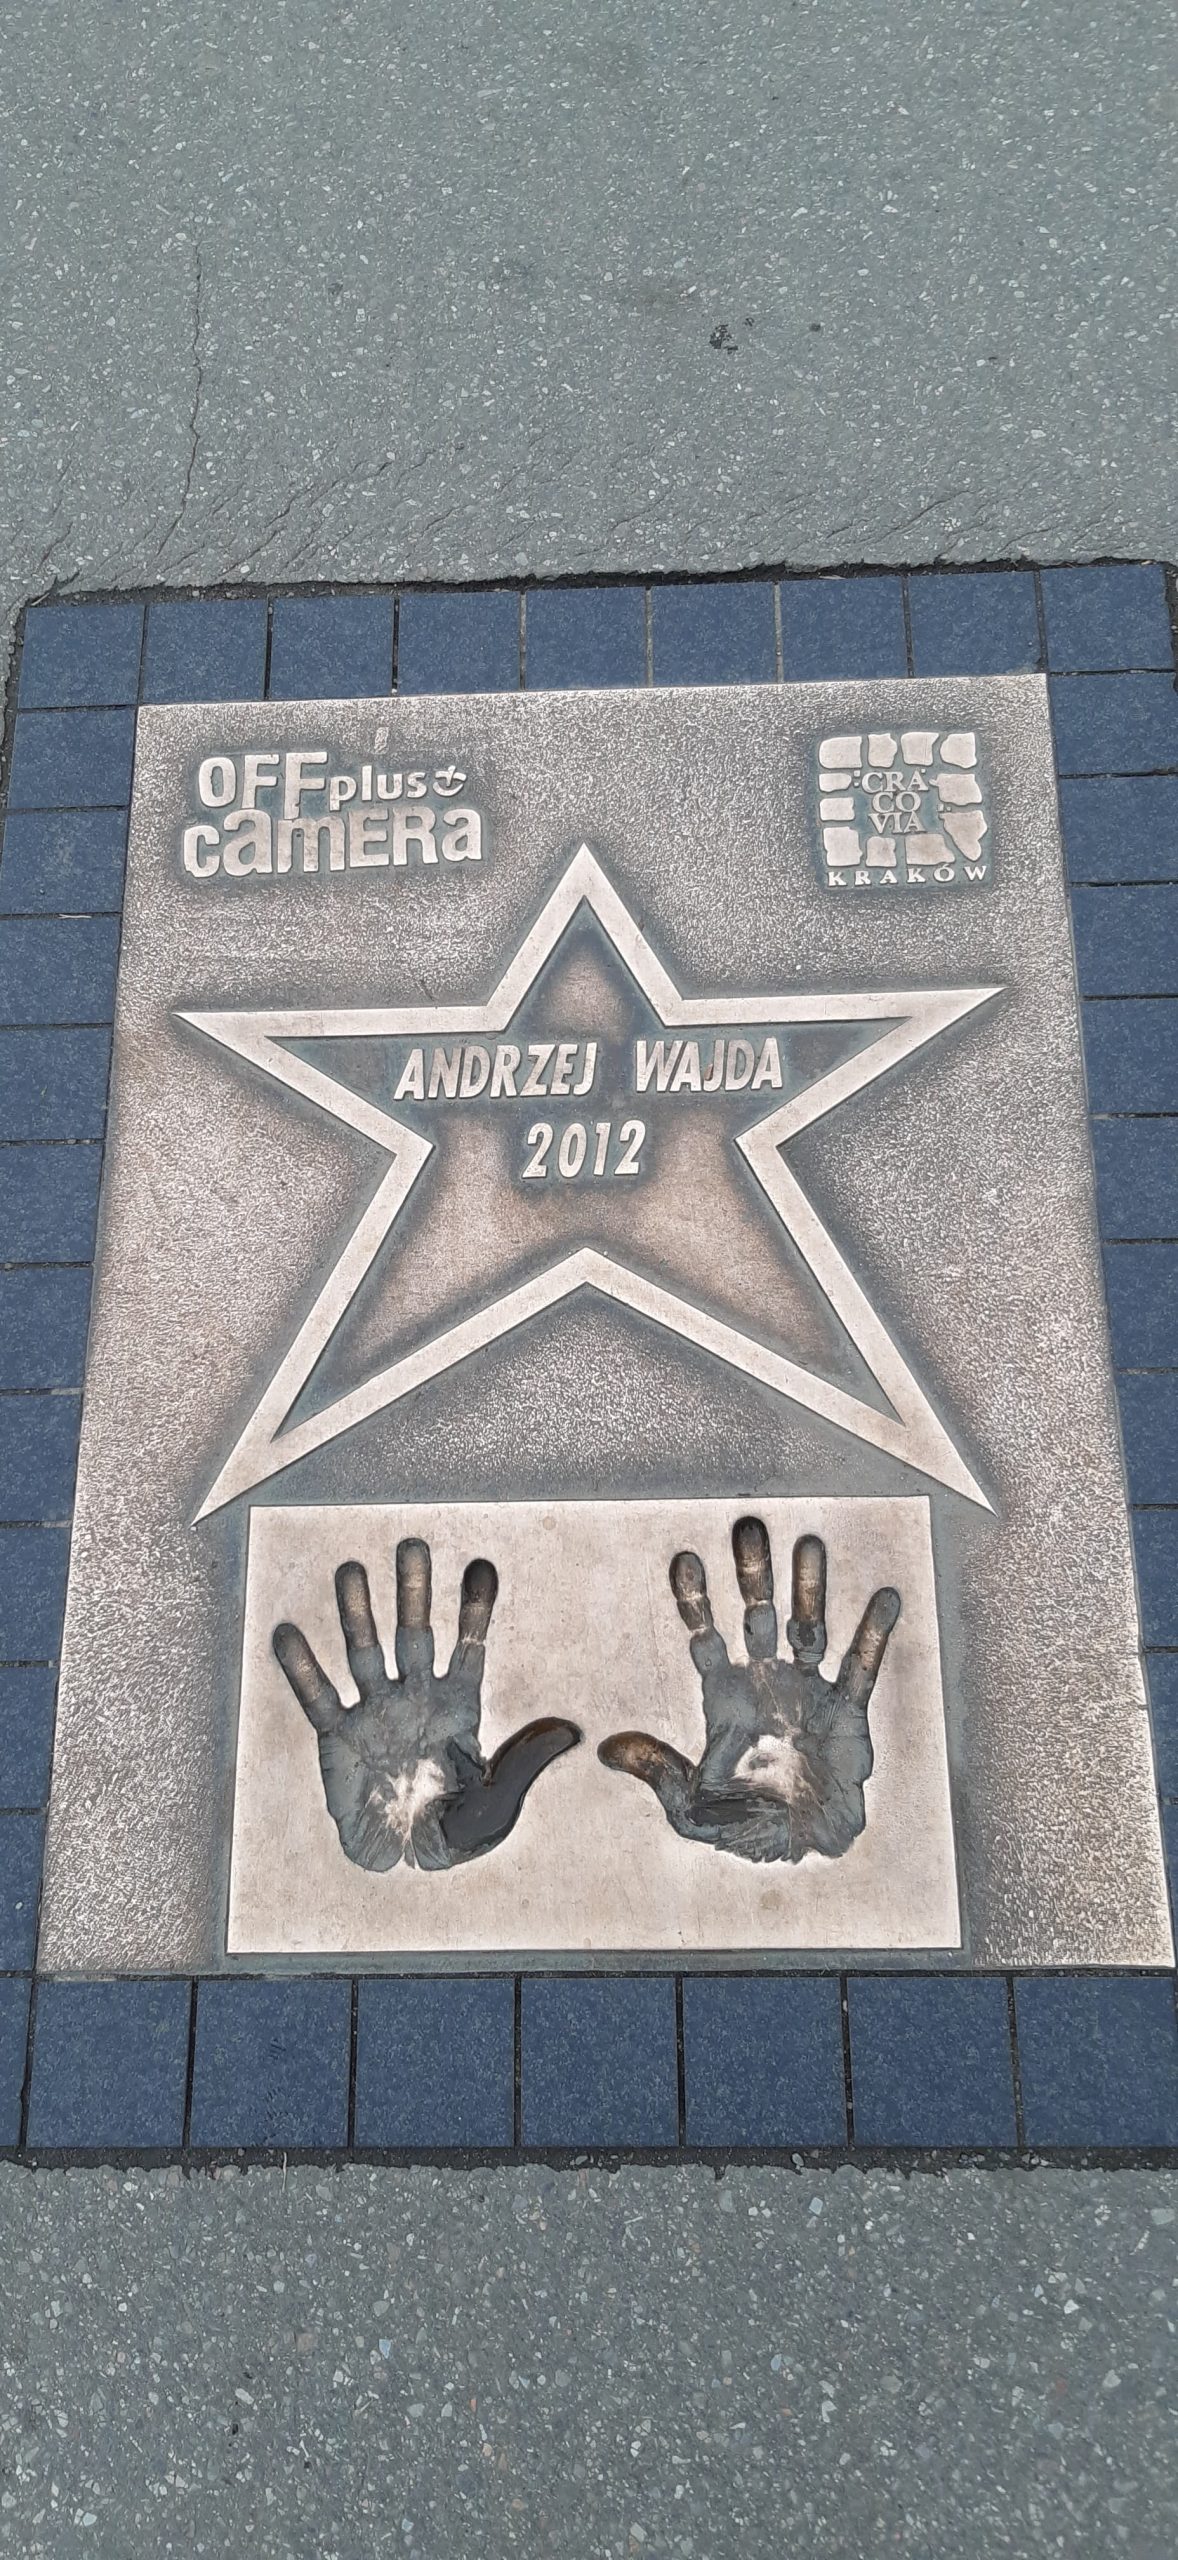 OFF plus
camERa
CRA
CO
VIA
KRAKÓW
ANDRZEJ WAJDA
2012